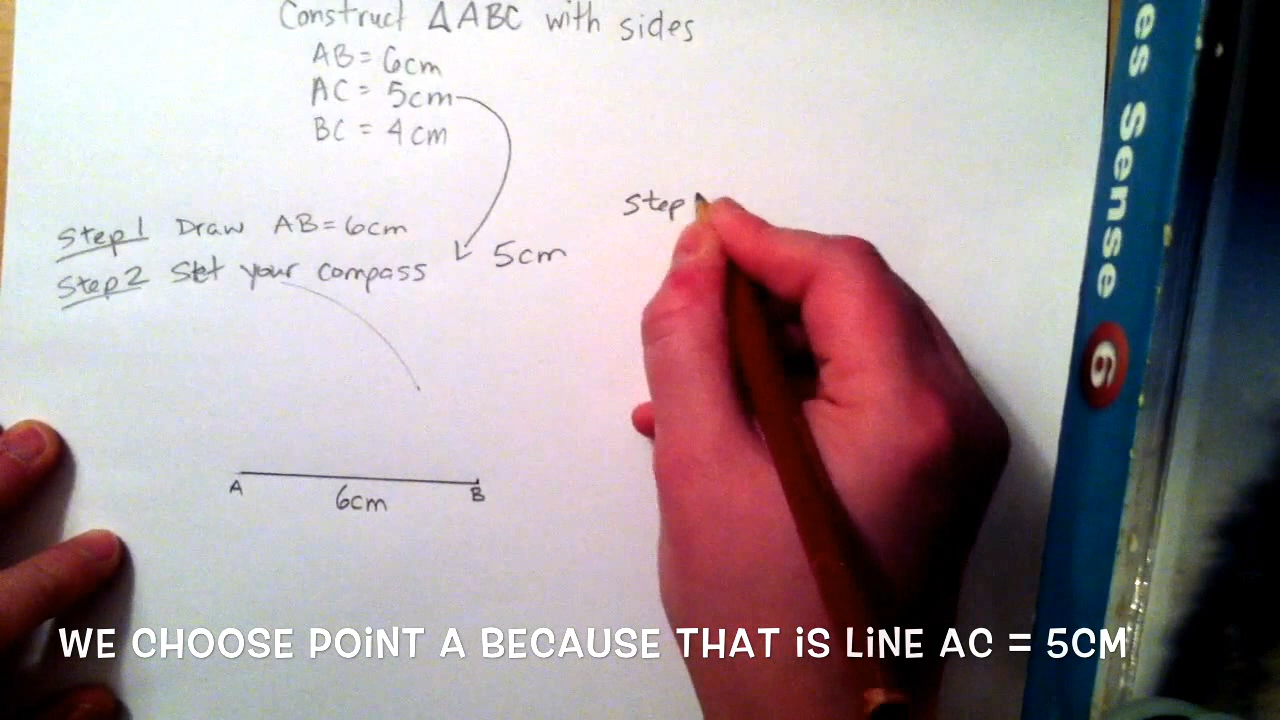 Construct ΔABC with sides
AB = 6cm
AC = 5cm
BC = 4cm
Step 1 Draw AB = 6cm
Step 2 Set your compass 5cm
Step
A 6cm B
WE CHOOSE POINT A BECAUSE THAT IS LINE AC = 5CM
es Sense 6